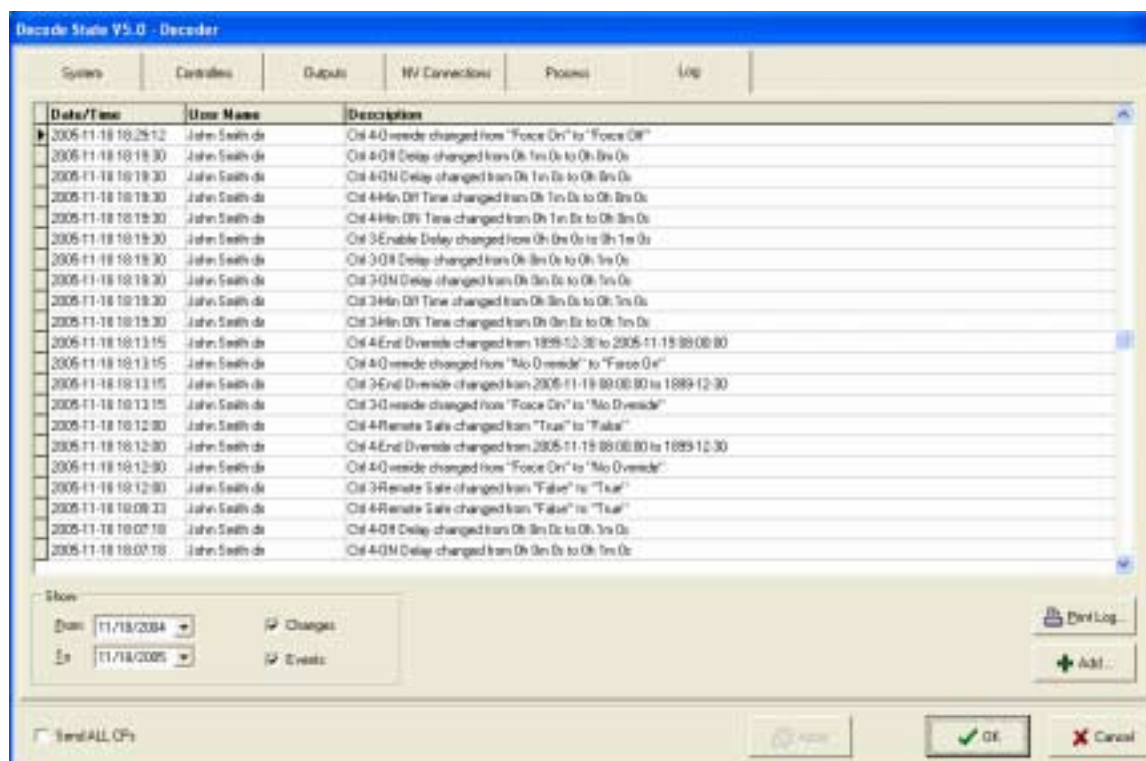 Decode State V5.0 - Decoder
System Controllers Outputs NV Connections Process Log
Date/Time User Name Description
2005-11-18 18:29:12 John Smith de Ctrl 4-Override changed from "Force On" to "Force Off"
2005-11-18 18:19:30 John Smith de Ctrl 4-Off Delay changed from 0h 1m 0s to 0h 0m 0s
2005-11-18 18:19:30 John Smith de Ctrl 4-ON Delay changed from 0h 1m 0s to 0h 0m 0s
2005-11-18 18:19:30 John Smith de Ctrl 4-Min Off Time changed from 0h 1m 0s to 0h 0m 0s
2005-11-18 18:19:30 John Smith de Ctrl 4-Min ON Time changed from 0h 1m 0s to 0h 0m 0s
2005-11-18 18:19:30 John Smith de Ctrl 3-Enable Delay changed from 0h 0m 0s to 0h 1m 0s
2005-11-18 18:19:30 John Smith de Ctrl 3-Off Delay changed from 0h 0m 0s to 0h 1m 0s
2005-11-18 18:19:30 John Smith de Ctrl 3-ON Delay changed from 0h 0m 0s to 0h 1m 0s
2005-11-18 18:19:30 John Smith de Ctrl 3-Min Off Time changed from 0h 0m 0s to 0h 1m 0s
2005-11-18 18:19:30 John Smith de Ctrl 3-Min ON Time changed from 0h 0m 0s to 0h 1m 0s
2005-11-18 18:13:15 John Smith de Ctrl 4-End Override changed from 1899-12-30 to 2005-11-19 08:00:00
2005-11-18 18:13:15 John Smith de Ctrl 4-Override changed from "No Override" to "Force On"
2005-11-18 18:13:15 John Smith de Ctrl 3-End Override changed from 2005-11-19 08:00:00 to 1899-12-30
2005-11-18 18:13:15 John Smith de Ctrl 3-Override changed from "Force On" to "No Override"
2005-11-18 18:12:00 John Smith de Ctrl 4-Remote Safe changed from "True" to "False"
2005-11-18 18:12:00 John Smith de Ctrl 4-End Override changed from 2005-11-19 08:00:00 to 1899-12-30
2005-11-18 18:12:00 John Smith de Ctrl 4-Override changed from "Force On" to "No Override"
2005-11-18 18:12:00 John Smith de Ctrl 3-Remote Safe changed from "False" to "True"
2005-11-18 18:09:33 John Smith de Ctrl 4-Remote Safe changed from "False" to "True"
2005-11-18 18:07:18 John Smith de Ctrl 4-Off Delay changed from 0h 0m 0s to 0h 1m 0s
2005-11-18 18:07:18 John Smith de Ctrl 4-ON Delay changed from 0h 0m 0s to 0h 1m 0s
Show
From 11/18/2004 Changes
To 11/18/2005 Events
Print Log...
Add...
Send ALL CPs
Apply OK Cancel